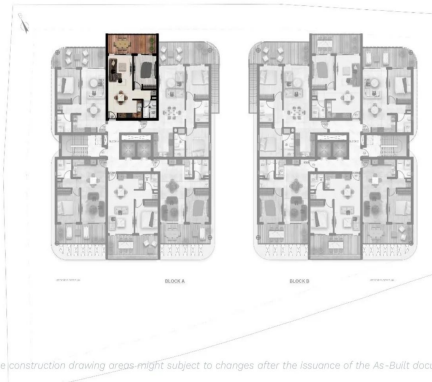 BLOCK A
BLOCK B
e construction drawing areas might subject to changes after the issuance of the As-Built docu